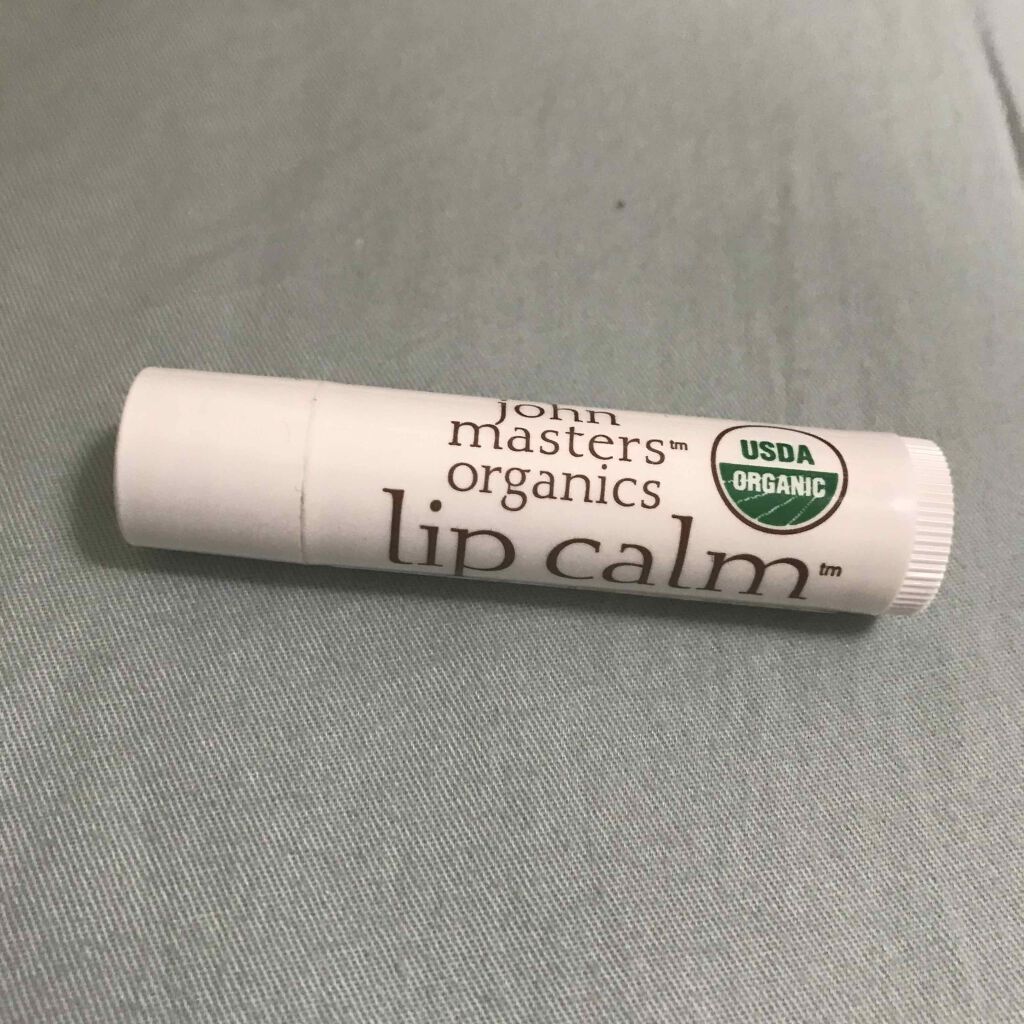 john
masters™
organics
lip calm™
USDA
ORGANIC